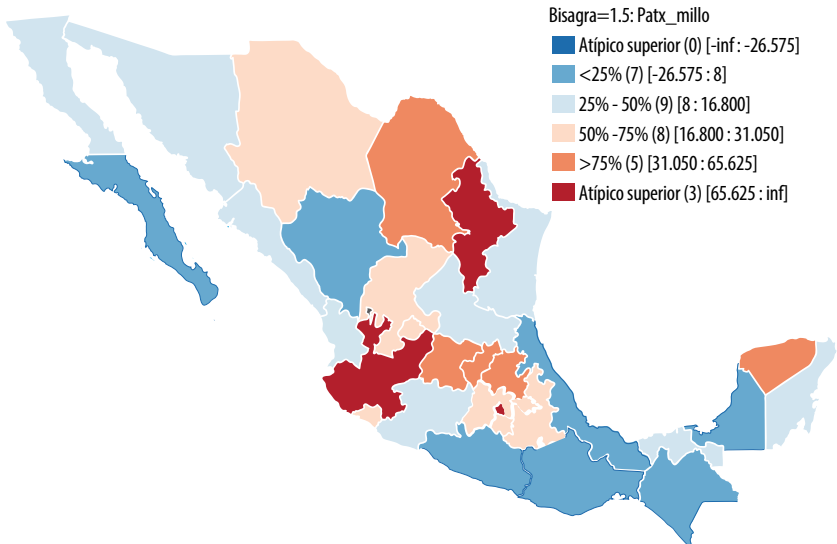 Bisagra=1.5: Patx_millo
Atípico superior (0) [-inf : -26.575]
<25% (7) [-26.575 : 8]
25% - 50% (9) [8 : 16.800]
50% -75% (8) [16.800 : 31.050]
>75% (5) [31.050 : 65.625]
Atípico superior (3) [65.625 : inf]